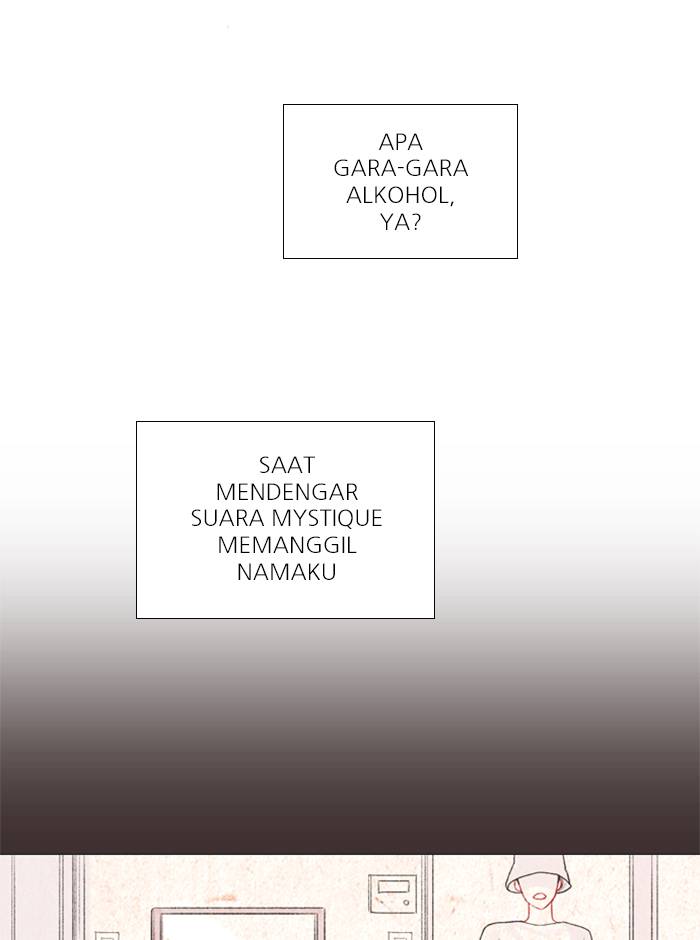 APA
GARA-GARA
ALKOHOL,
YA?
SAAT
MENDENGAR
SUARA MYSTIQUE
MEMANGGIL
NAMAKU